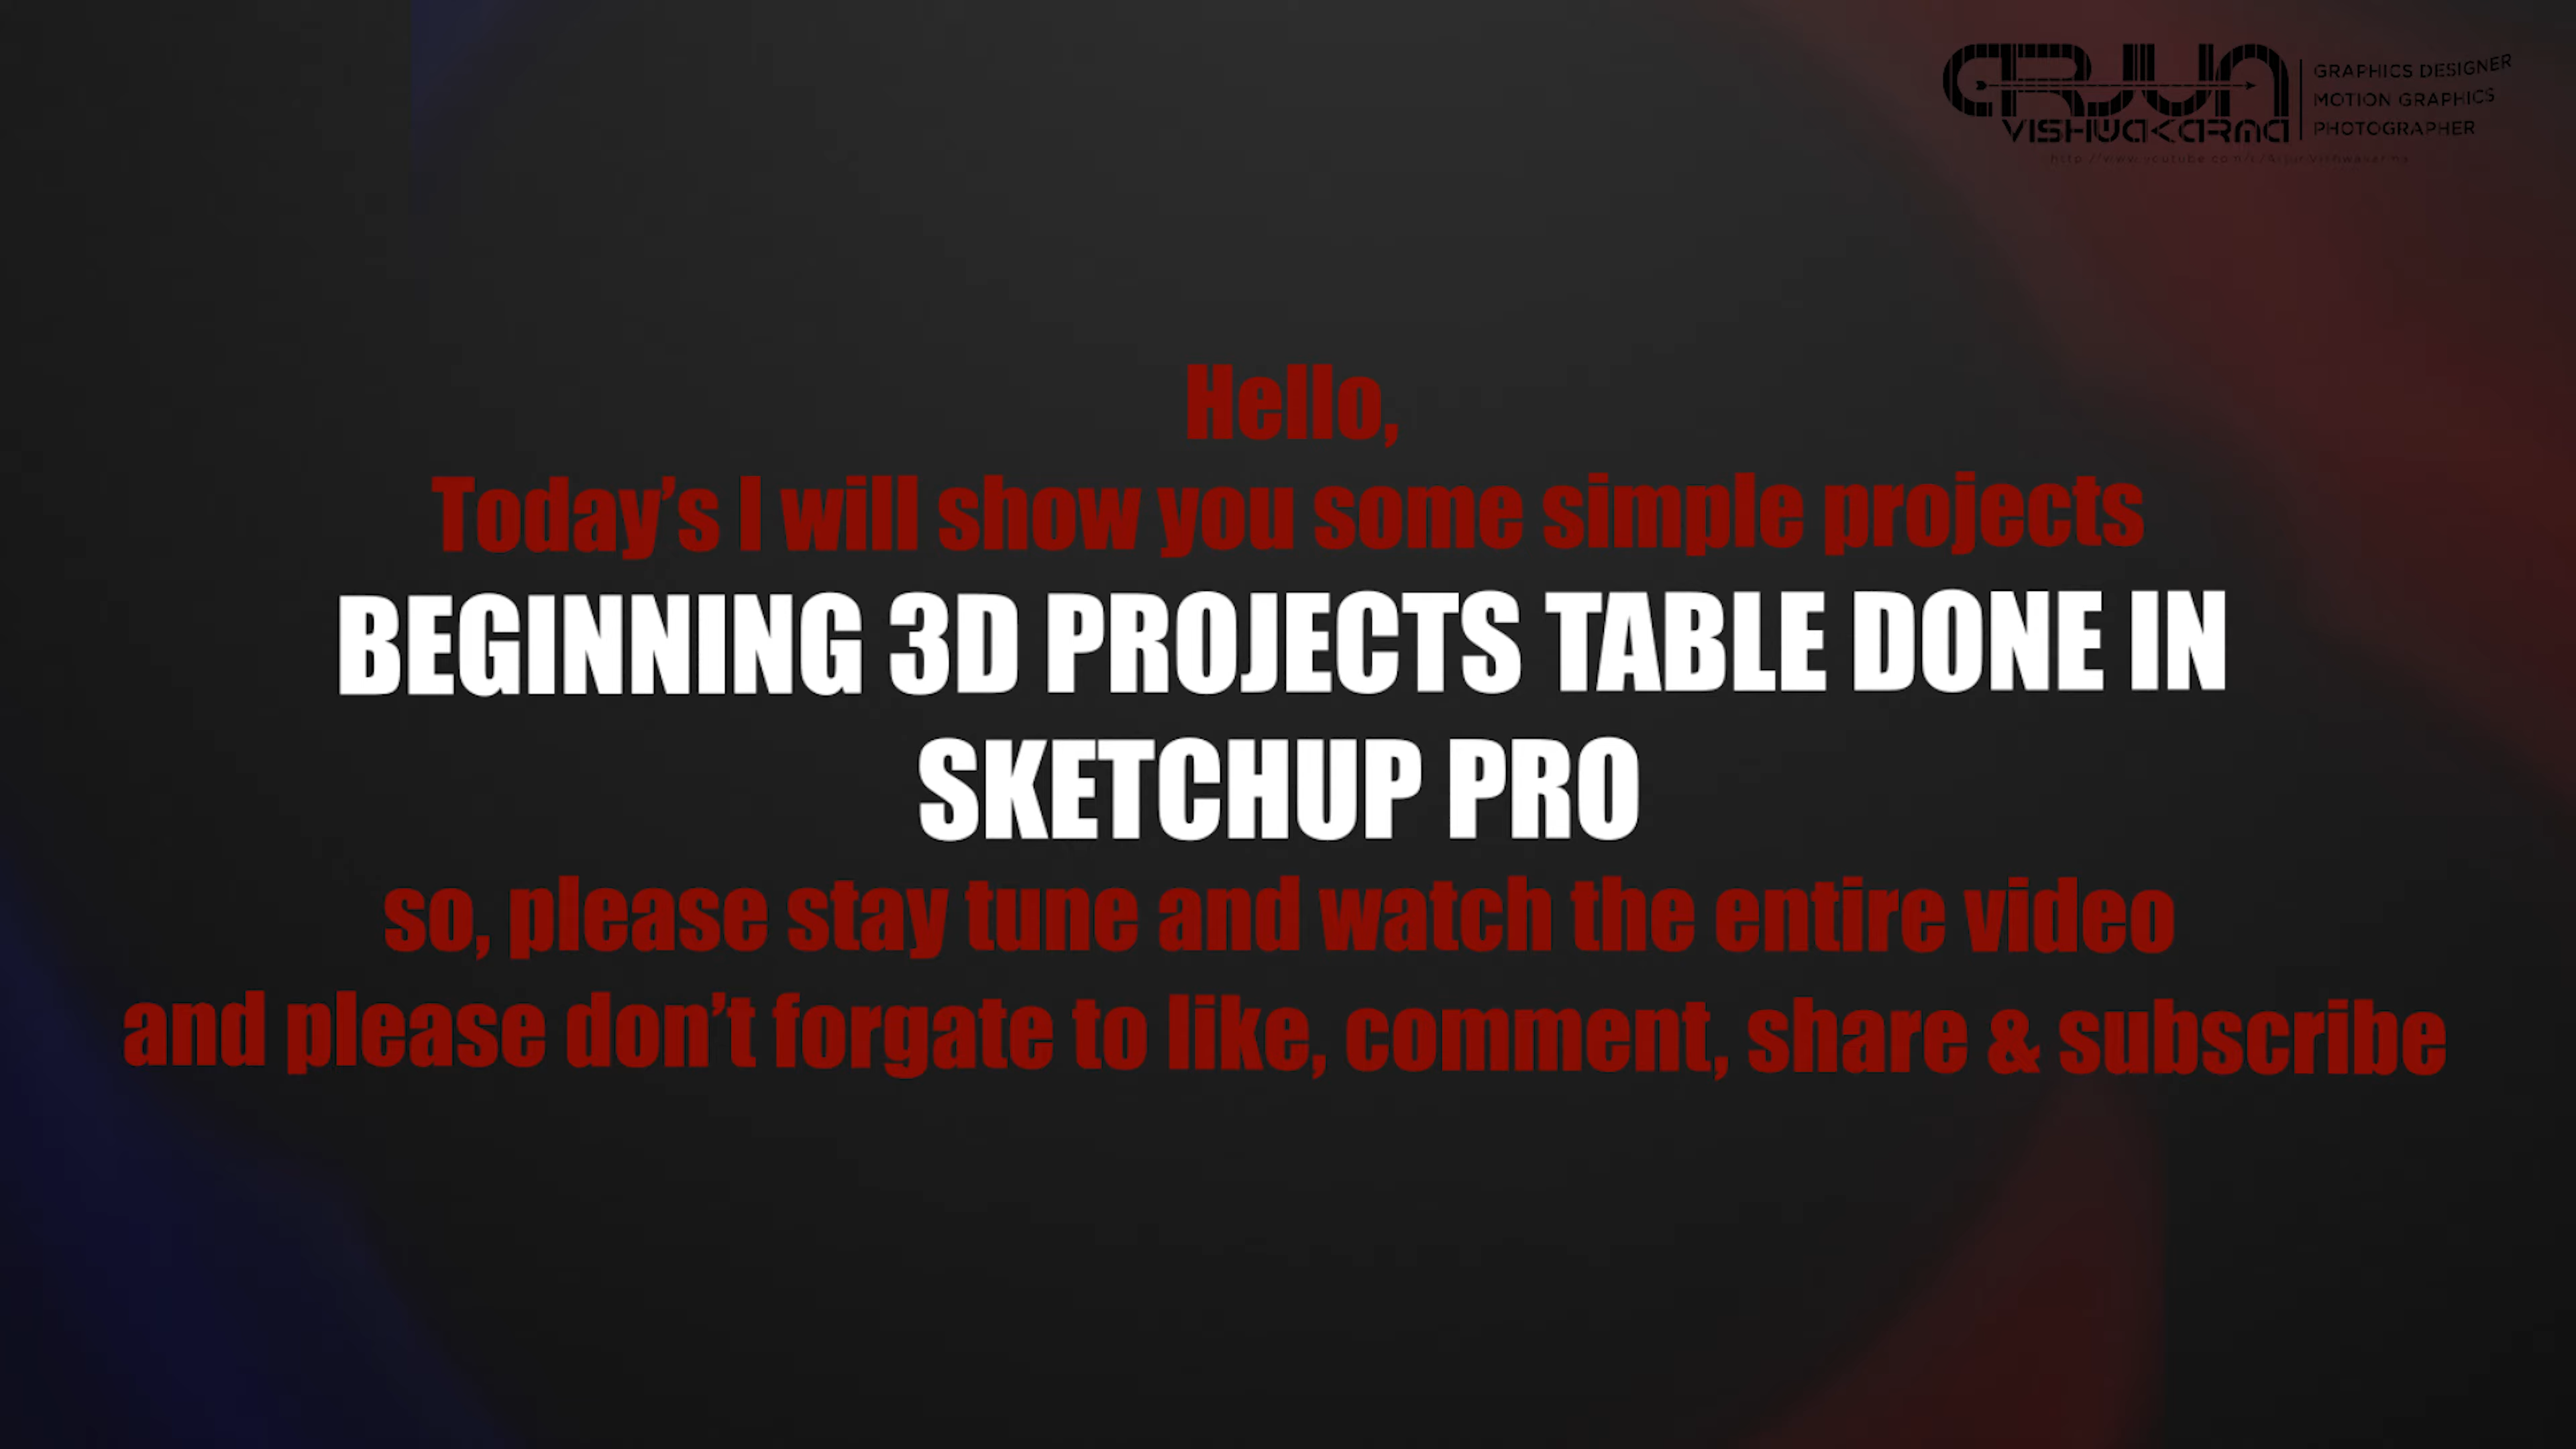 ARJUN
VISHWAKARMA
GRAPHICS DESIGNER
MOTION GRAPHICS
PHOTOGRAPHER
Hello,
Today's I will show you some simple projects
BEGINNING 3D PROJECTS TABLE DONE IN
SKETCHUP PRO
so, please stay tune and watch the entire video
and please don't forgate to like, comment, share & subscribe